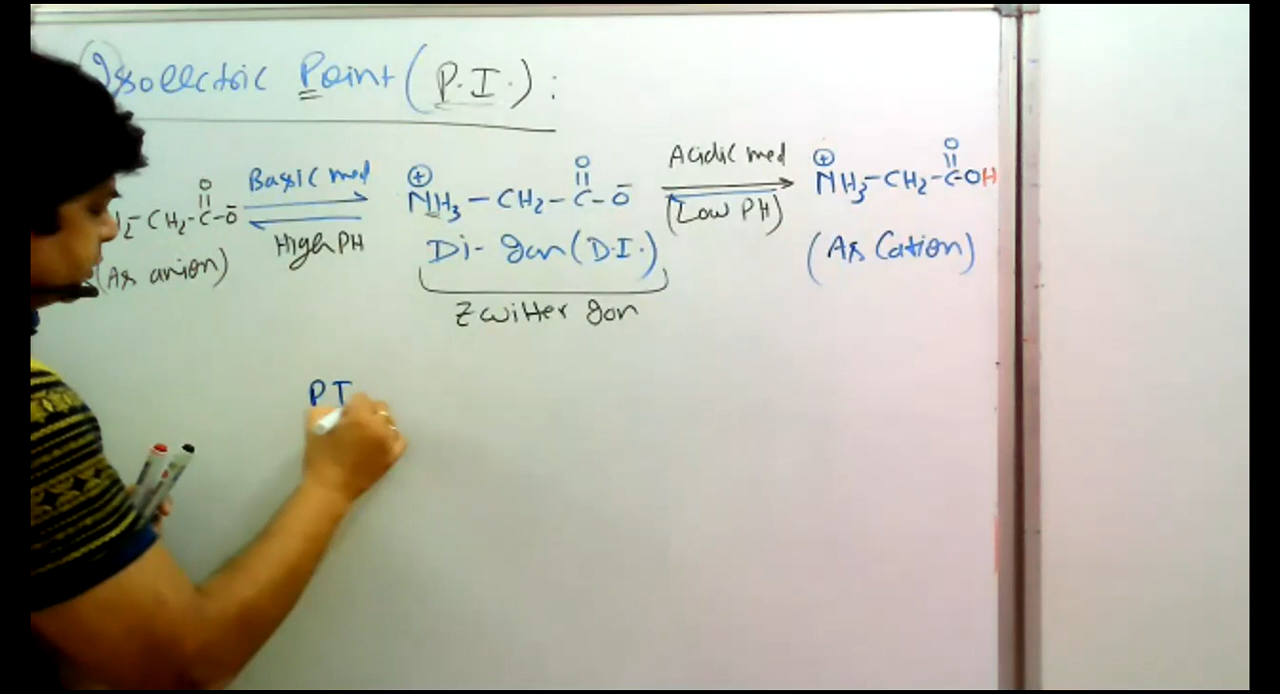 Isoelectric Point (P.I.) :
2-CH2-C-Ō
O
Basic med
High PH
(As anion)
⊕
NH3-CH2-C-Ō
O
Di-Ion (D.I.)
Zwitter Ion
Acidic med
(Low PH)
⊕
NH3-CH2-C-OH
O
(As Cation)
PI